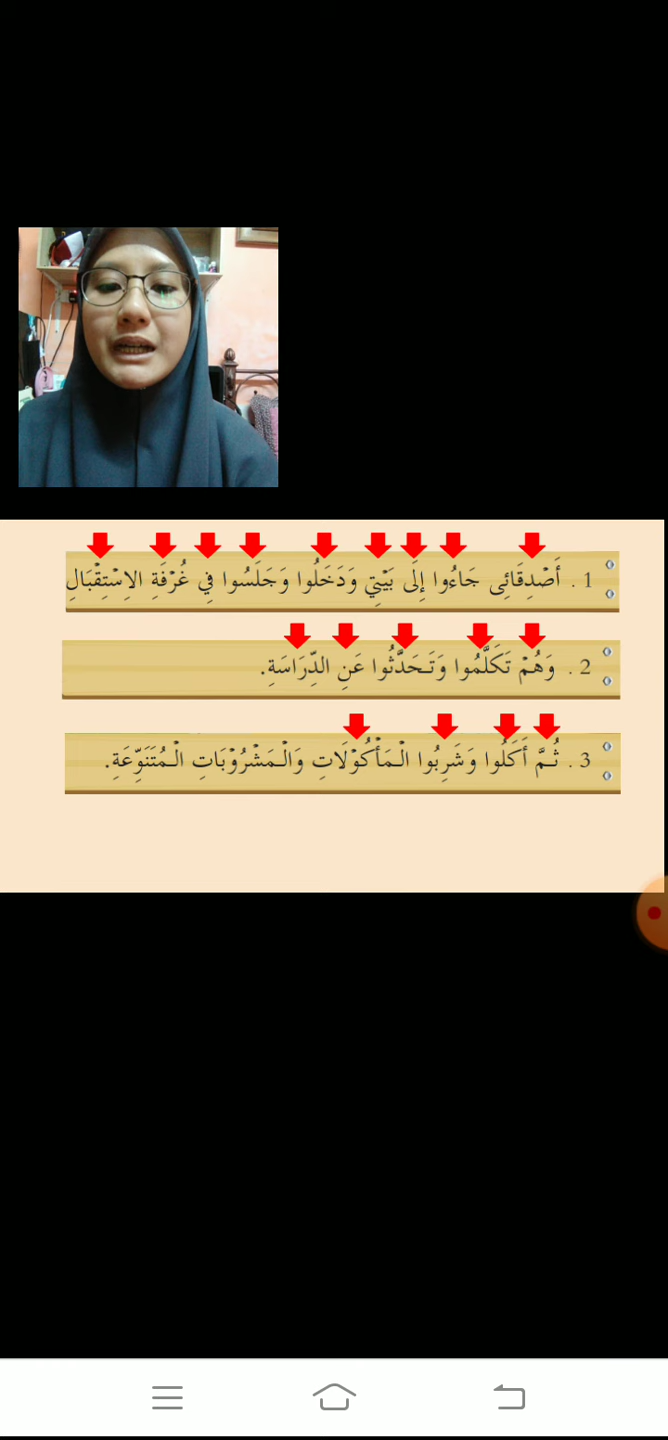 1 . أَصْدِقَائِى جَاءُوا إِلَى بَيْتِي وَدَخَلُوا وَجَلَسُوا فِي غُرْفَةِ الاِسْتِقْبَالِ
2 . وَهُمْ تَكَلَّمُوا وَتَحَدَّثُوا عَنِ الدِّرَاسَةِ.
3 . ثُمَّ أَكَلُوا وَشَرِبُوا الْمَأْكُوْلَاتِ وَالْمَشْرُوْبَاتِ الْمُتَنَوِّعَةِ.